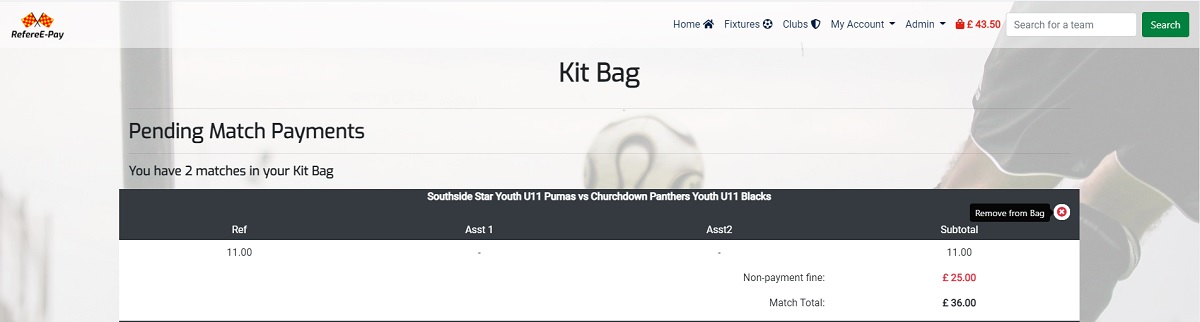 RefereE-Pay
Home Fixtures Clubs My Account Admin £ 43.50 Search for a team Search
Kit Bag
Pending Match Payments
You have 2 matches in your Kit Bag
Southside Star Youth U11 Pumas vs Churchdown Panthers Youth U11 Blacks
Remove from Bag
Ref Asst 1 Asst2 Subtotal
11.00 - - 11.00
Non-payment fine: £ 25.00
Match Total: £ 36.00